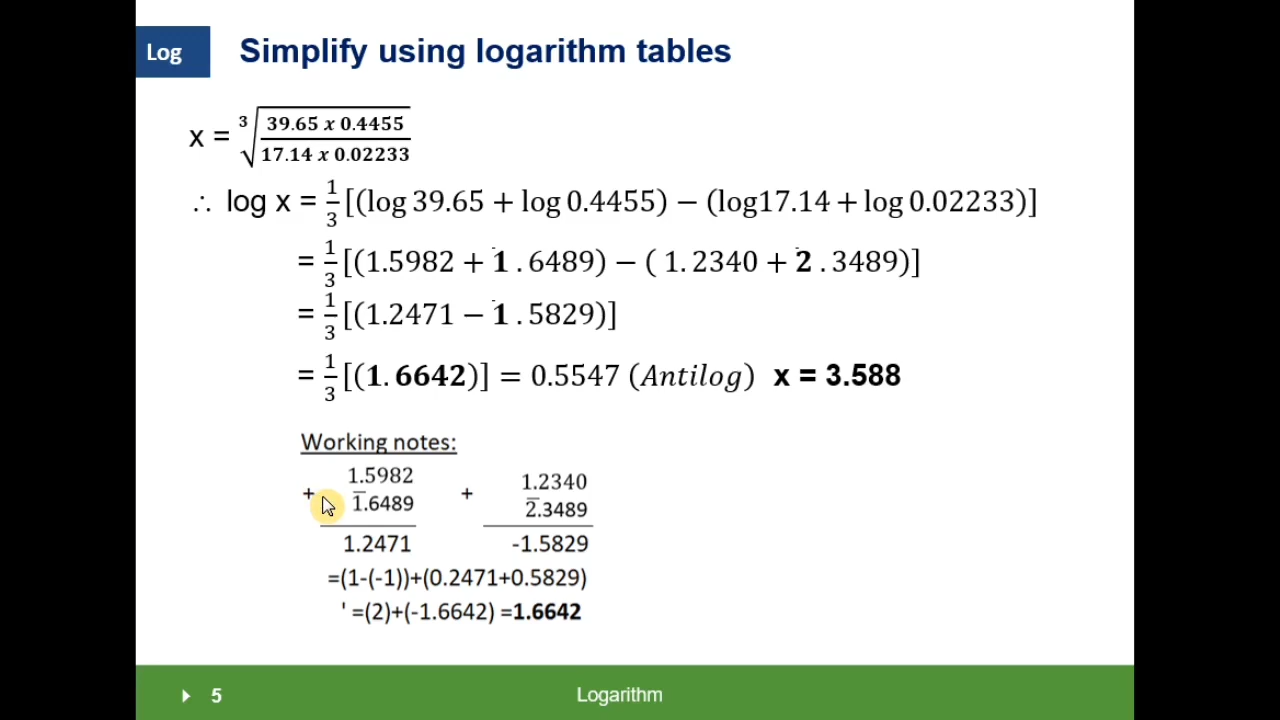 Log
Simplify using logarithm tables
x = ∛((39.65 x 0.4455)/(17.14 x 0.02233))
∴ log x = 1/3 [(log 39.65 + log 0.4455) − (log17.14 + log 0.02233)]
= 1/3 [(1.5982 + 1̄ . 6489) − ( 1. 2340 + 2̄ . 3489)]
= 1/3 [(1.2471 − 1̄ . 5829)]
= 1/3 [(1. 6642)] = 0.5547 (Antilog) x = 3.588
Working notes:
1.5982
+ 1̄.6489
1.2471
1.2340
+ 2̄.3489
-1.5829
=(1-(-1))+(0.2471+0.5829)
' =(2)+(-1.6642) =1.6642
5
Logarithm